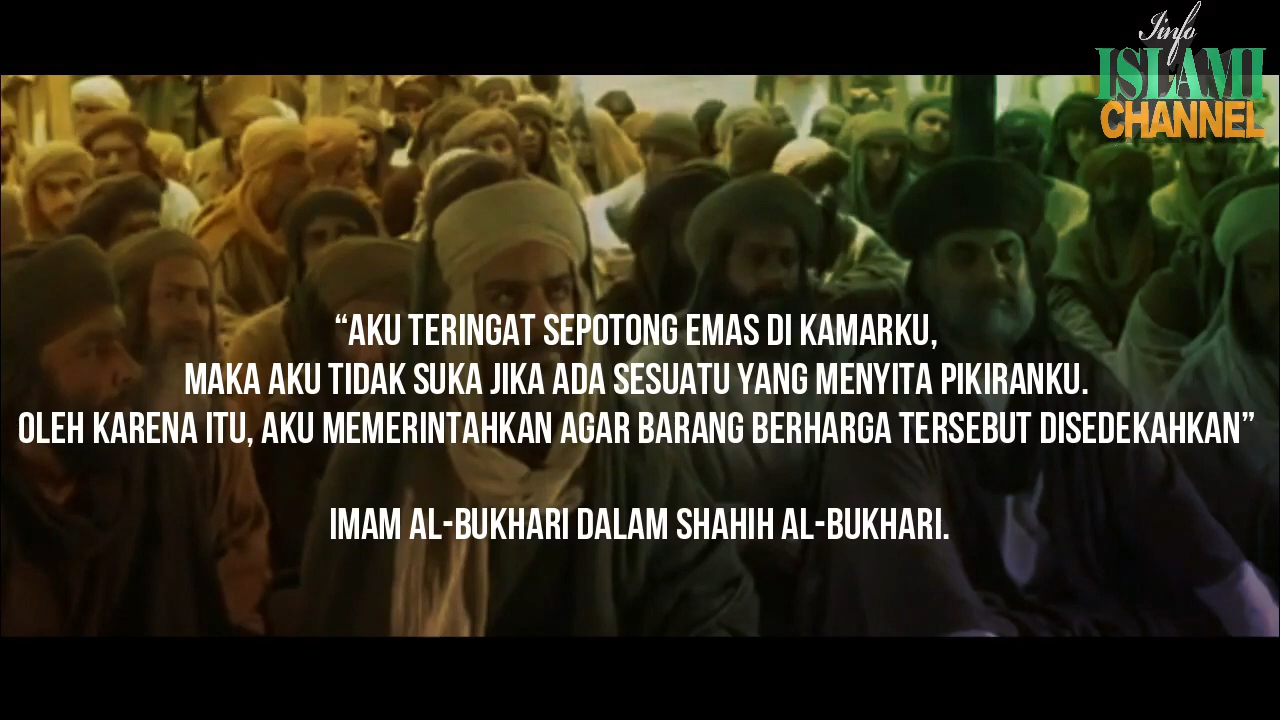 Iinfo
ISLAMI
CHANNEL
“AKU TERINGAT SEPOTONG EMAS DI KAMARKU,
MAKA AKU TIDAK SUKA JIKA ADA SESUATU YANG MENYITA PIKIRANKU.
OLEH KARENA ITU, AKU MEMERINTAHKAN AGAR BARANG BERHARGA TERSEBUT DISEDEKAHKAN”
IMAM AL-BUKHARI DALAM SHAHIH AL-BUKHARI.